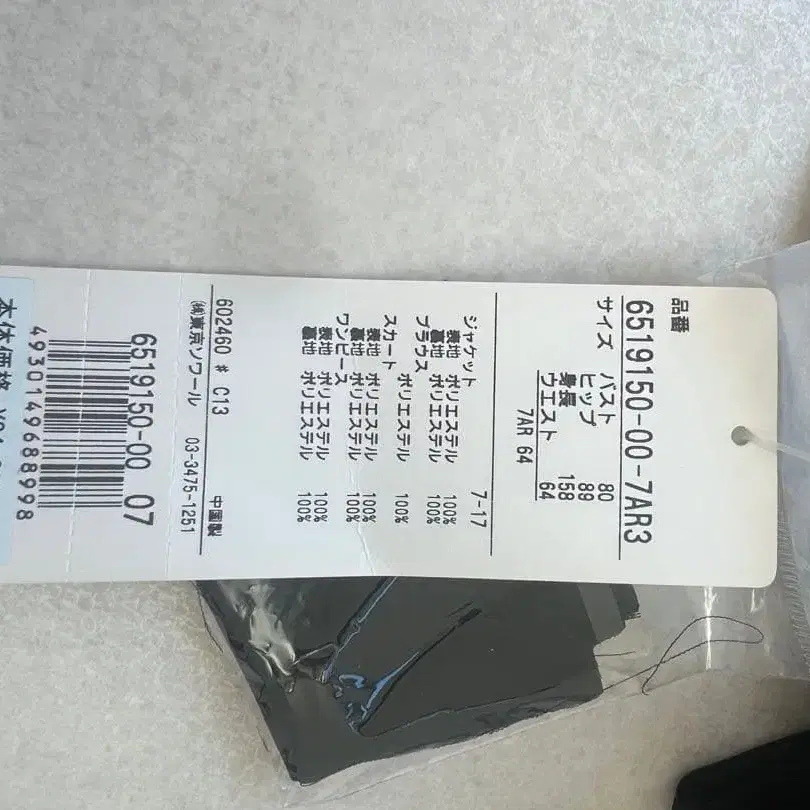 品番
6519150-00-7AR3
サイズ バスト 80
ヒップ 89
身長 158
ウエスト 64
7AR 64
7-17
ジャケット
表地 ポリエステル 100%
裏地 ポリエステル 100%
ブラウス
ポリエステル 100%
スカート
表地 ポリエステル 100%
裏地 ポリエステル 100%
ワンピース
表地 ポリエステル 100%
裏地 ポリエステル 100%
602460 # C13 中国製
㈱東京ソワール 03-3475-1251
6519150-00 07
4930149688998
本体価格